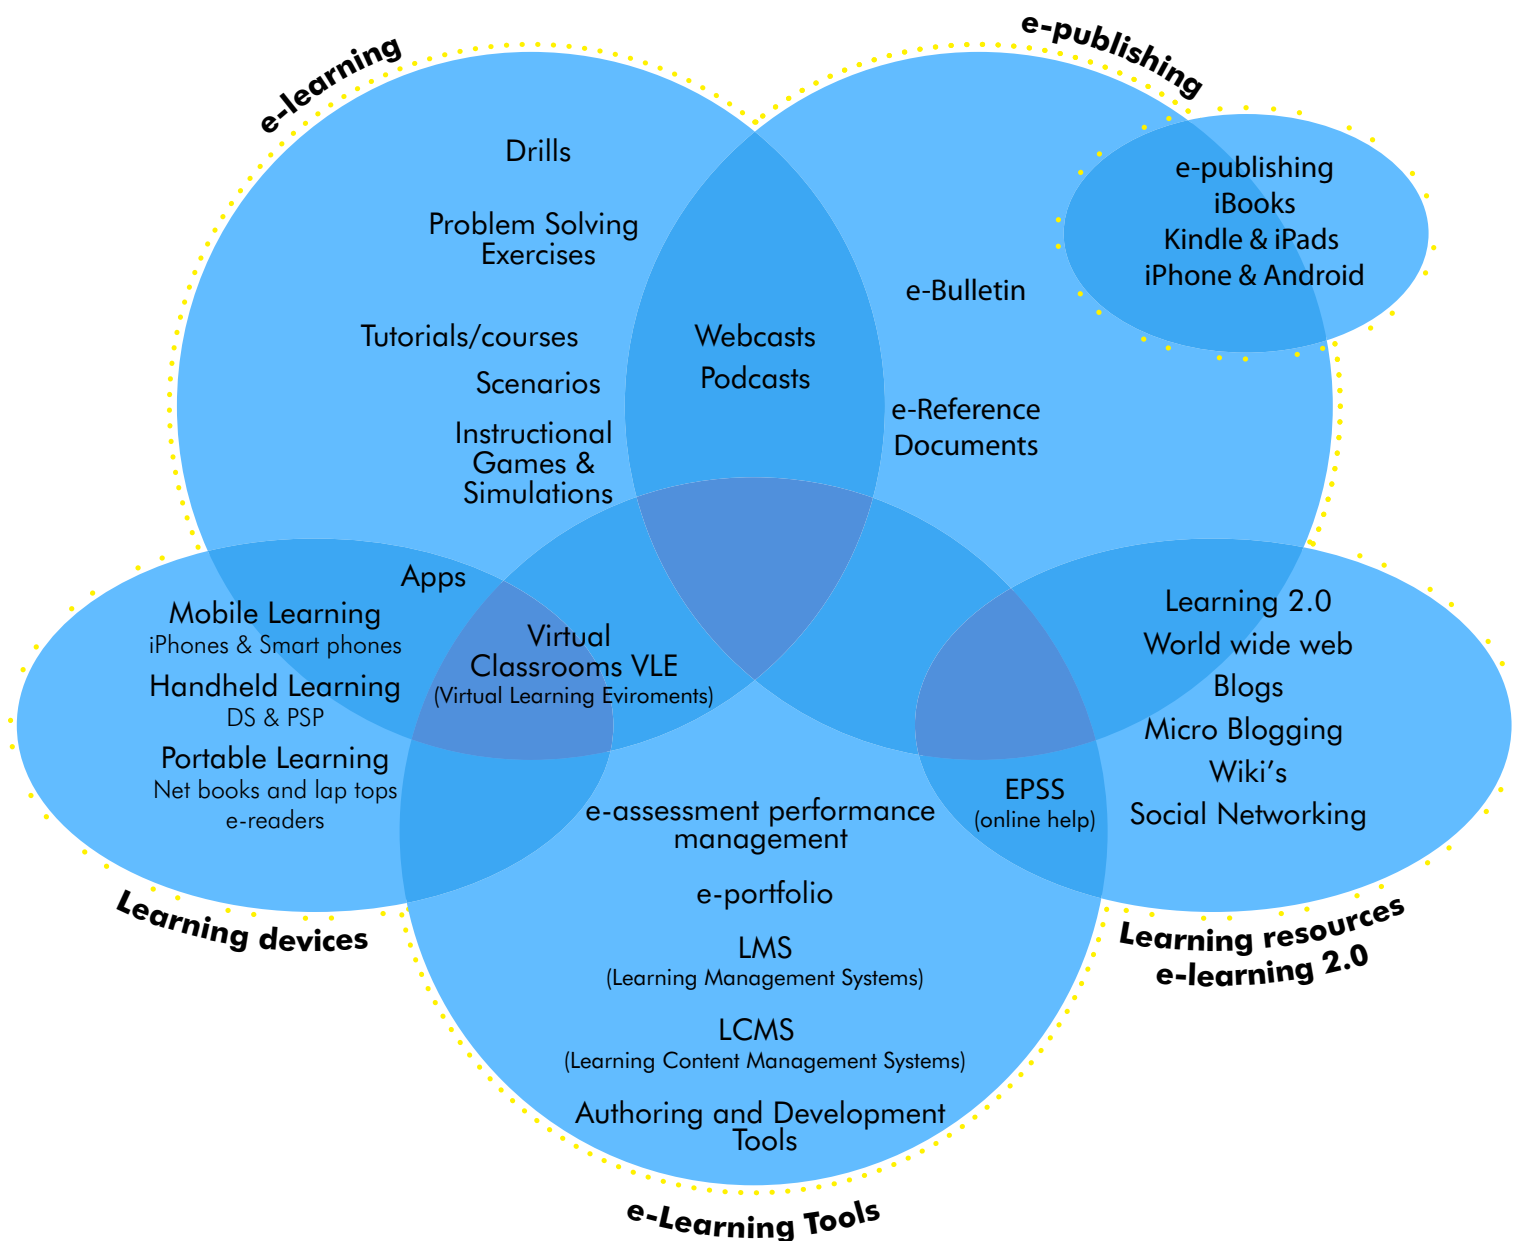 e-learning
e-publishing
Drills
Problem Solving
Exercises
Tutorials/courses
Scenarios
Instructional
Games &
Simulations
Webcasts
Podcasts
e-Bulletin
e-Reference
Documents
e-publishing
iBooks
Kindle & iPads
iPhone & Android
Apps
Mobile Learning
iPhones & Smart phones
Handheld Learning
DS & PSP
Portable Learning
Net books and lap tops
e-readers
Learning devices
Virtual
Classrooms VLE
(Virtual Learning Eviroments)
Learning 2.0
World wide web
Blogs
Micro Blogging
Wiki's
Social Networking
EPSS
(online help)
Learning resources
e-learning 2.0
e-assessment performance
management
e-portfolio
LMS
(Learning Management Systems)
LCMS
(Learning Content Management Systems)
Authoring and Development
Tools
e-Learning Tools